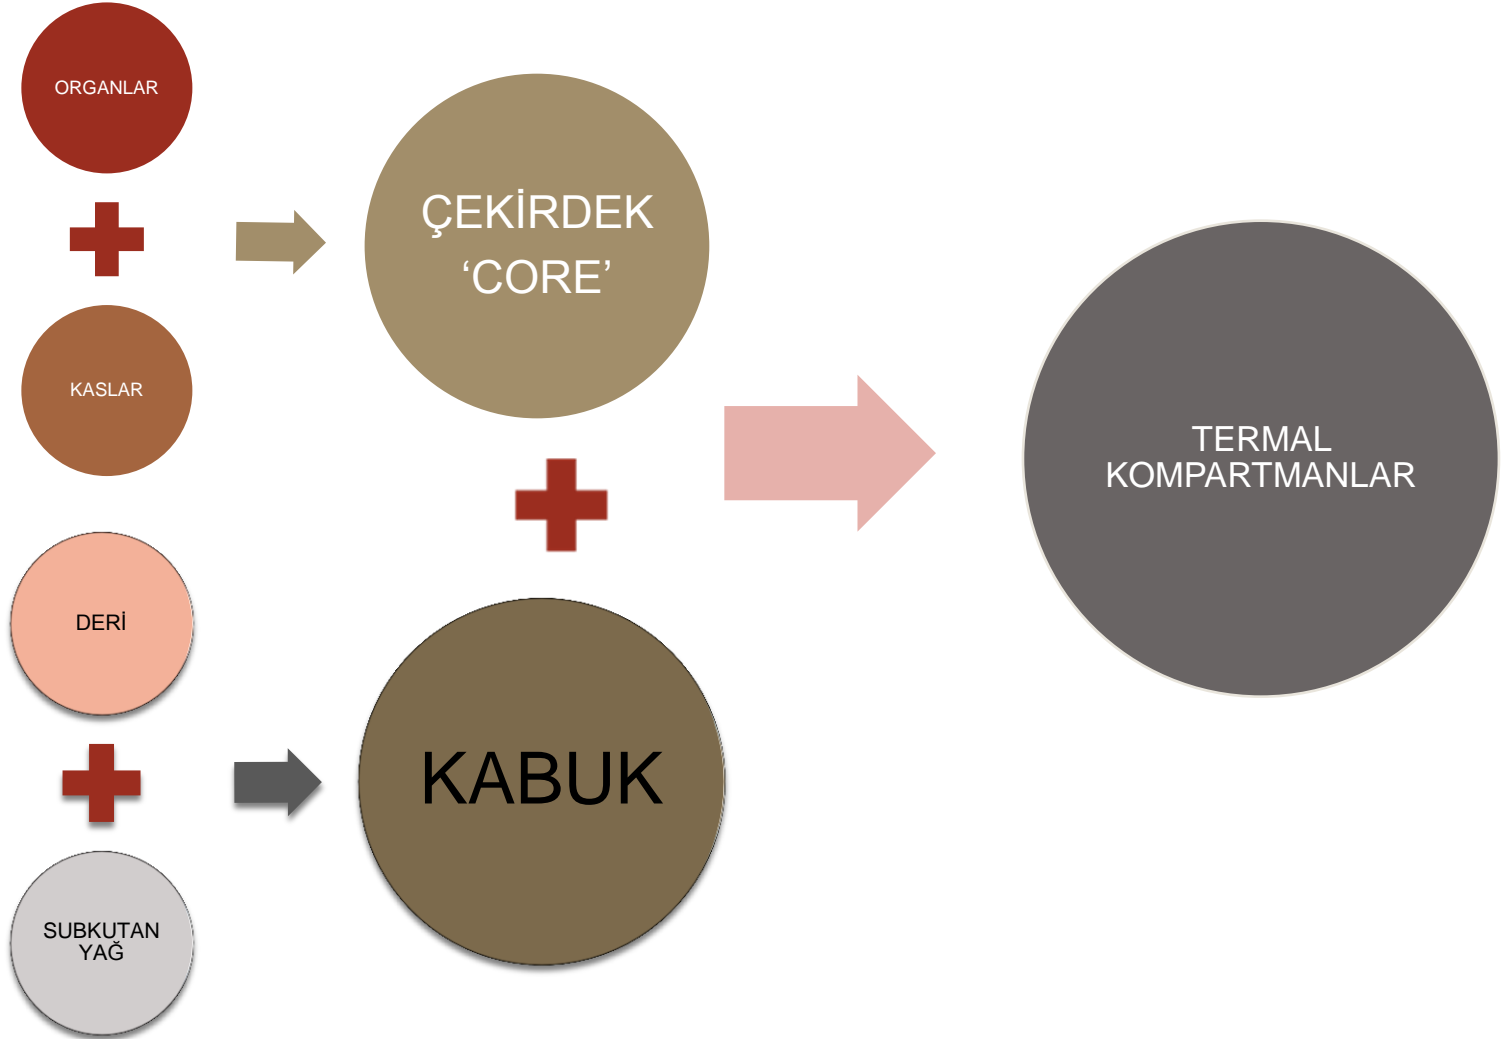 ORGANLAR
KASLAR
ÇEKİRDEK
‘CORE’
DERİ
SUBKUTAN
YAĞ
KABUK
TERMAL
KOMPARTMANLAR